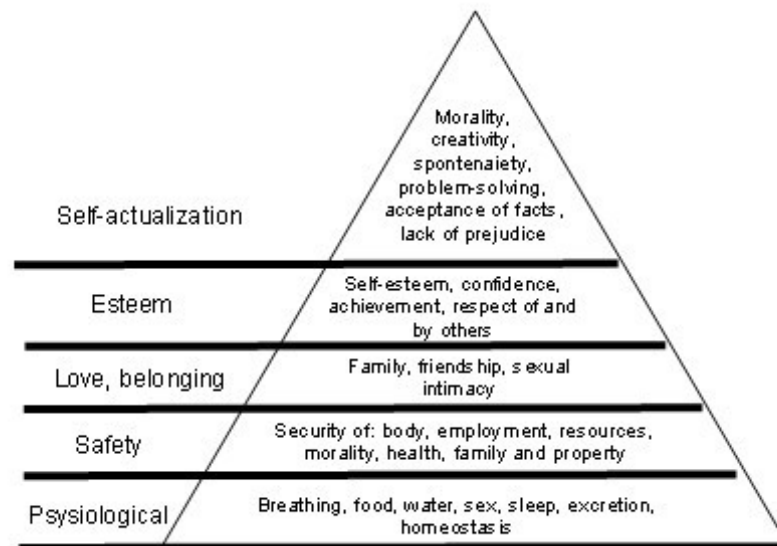 Morality,
creativity,
spontenaiety,
problem-solving,
acceptance of facts,
lack of prejudice
Self-actualization
Self-esteem, confidence,
achievement, respect of and
by others
Esteem
Family, friendship, sexual
intimacy
Love, belonging
Security of: body, employment, resources,
morality, health, family and property
Safety
Breathing, food, water, sex, sleep, excretion,
homeostasis
Psysiological